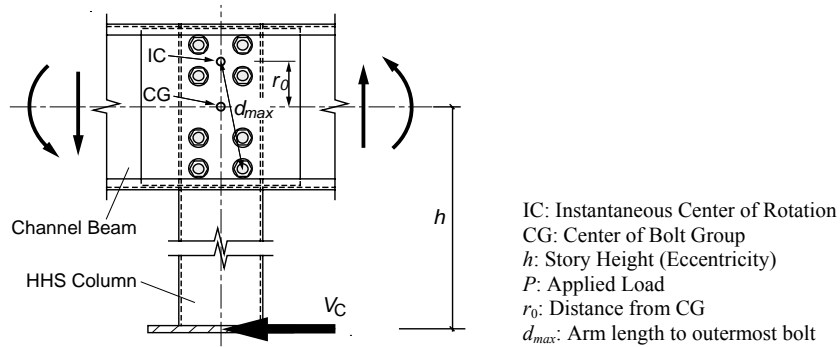 IC
CG
r0
dmax
h
Channel Beam
HHS Column
VC
IC: Instantaneous Center of Rotation
CG: Center of Bolt Group
h: Story Height (Eccentricity)
P: Applied Load
r0: Distance from CG
dmax: Arm length to outermost bolt